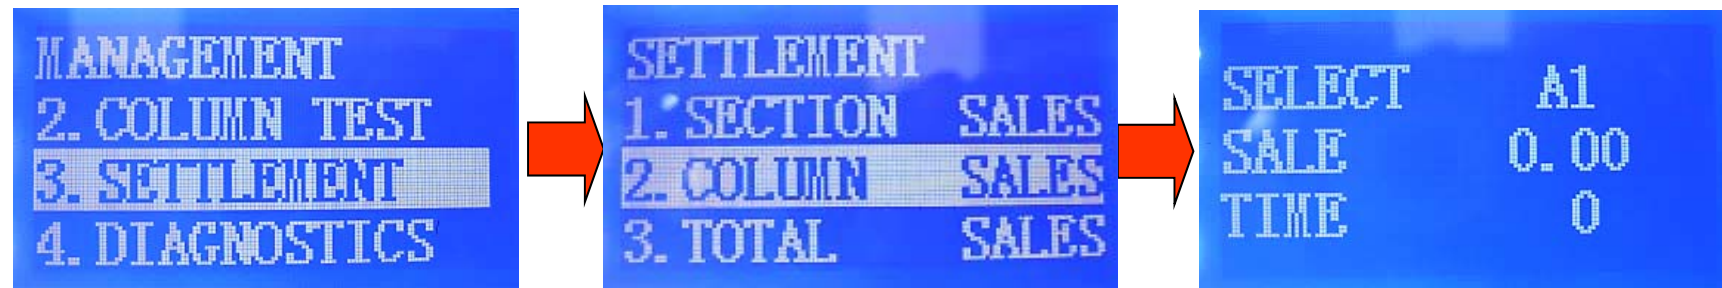 MANAGEMENT
2. COLUMN TEST
3. SETTLEMENT
4. DIAGNOSTICS
SETTLEMENT
1. SECTION SALES
2. COLUMN SALES
3. TOTAL SALES
SELECT A1
SALE 0.00
TIME 0